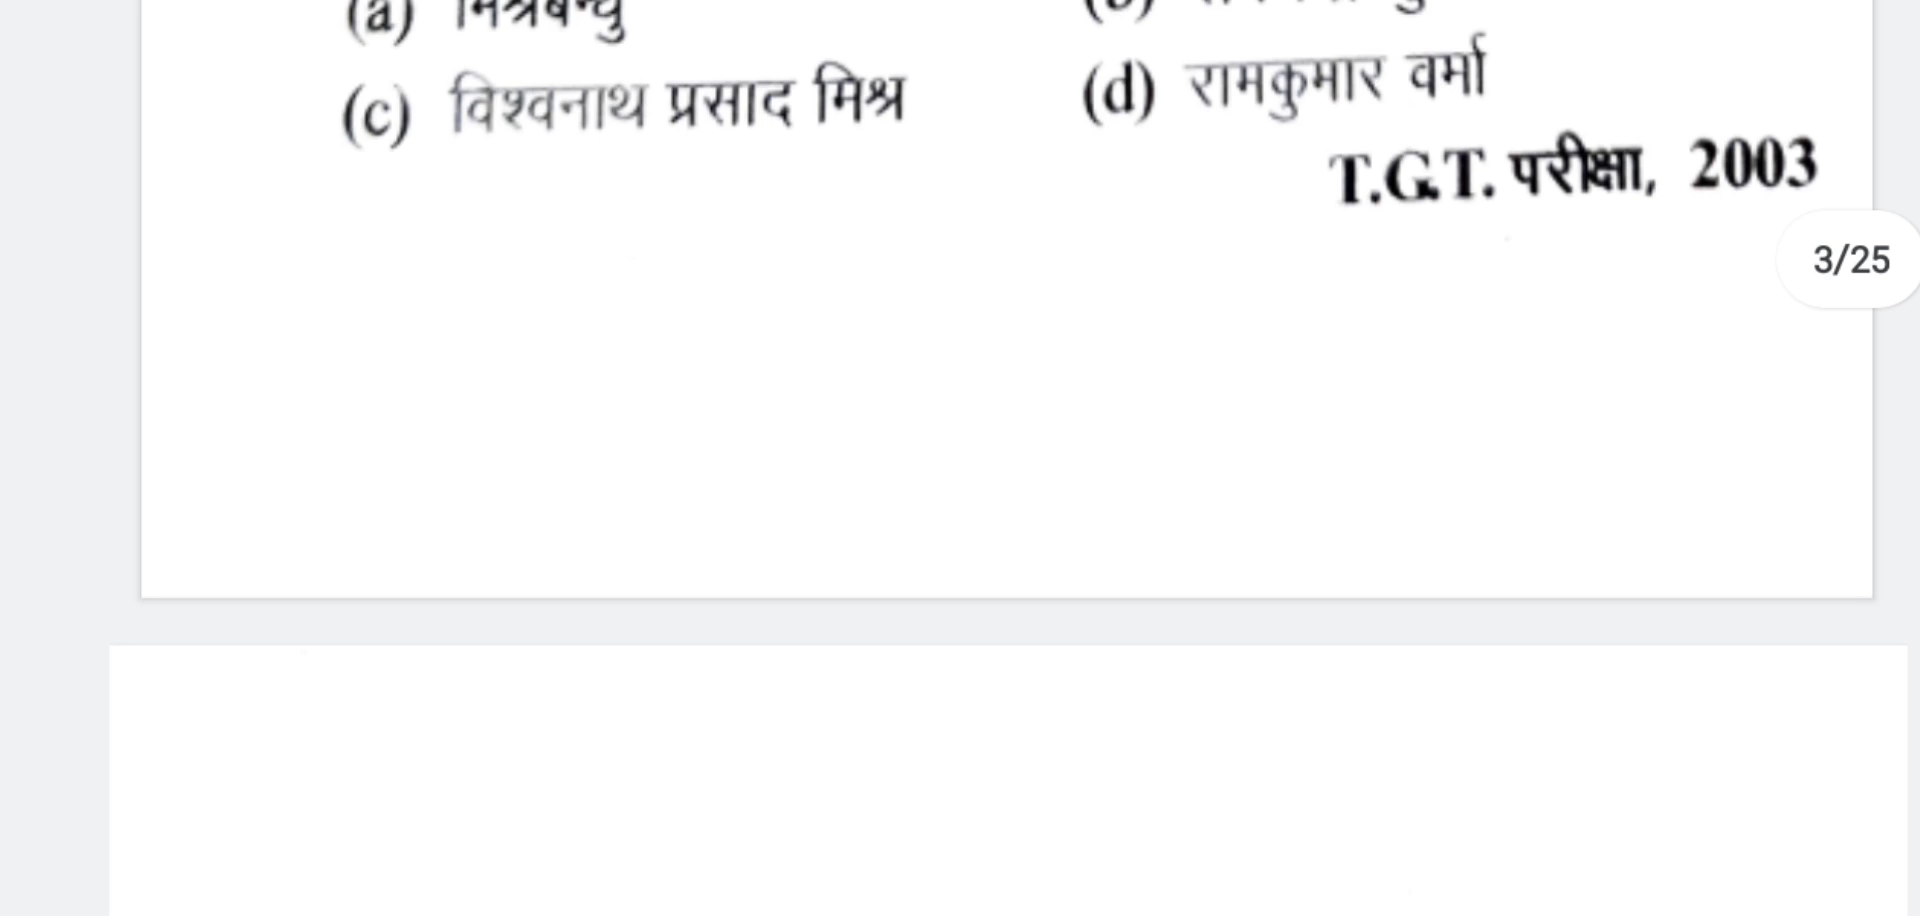 (a) मिश्रबन्धु
(c) विश्वनाथ प्रसाद मिश्र (d) रामकुमार वर्मा
T.G.T. परीक्षा, 2003
3/25